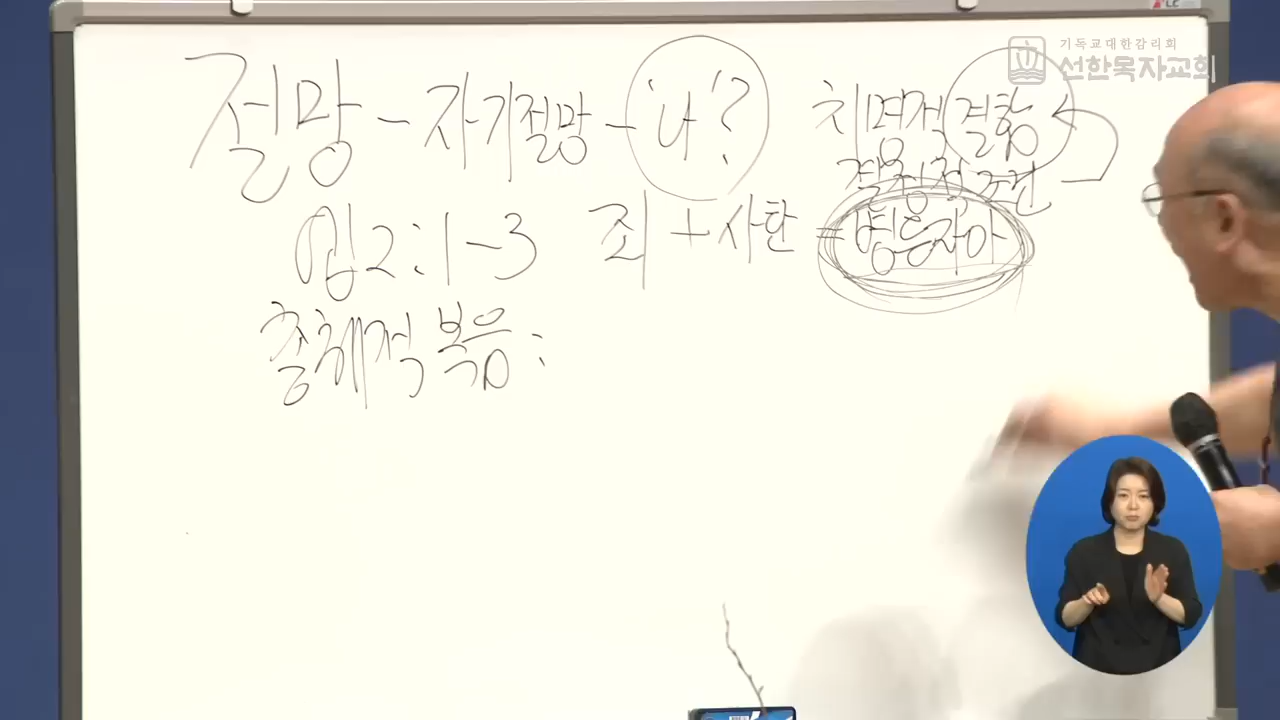 기독교대한감리회
선한목자교회
절망 - 자기절망 - '나'? 치명적 결함
결정적 조건
엡2:1-3 죄 + 사탄 = 병든자아
총체적 복음: